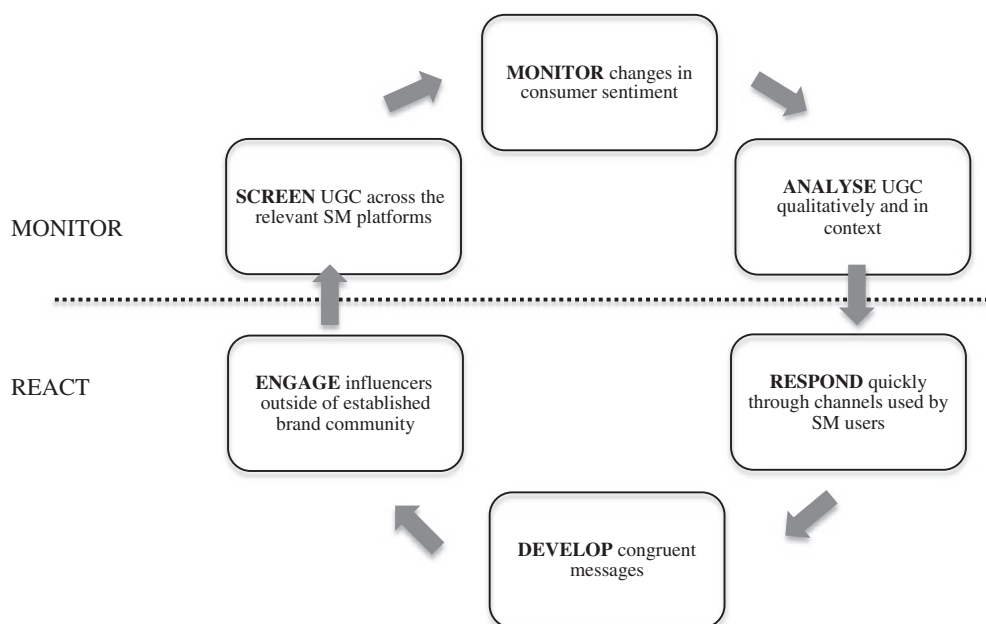 MONITOR changes in
consumer sentiment
SCREEN UGC across the
relevant SM platforms
ANALYSE UGC
qualitatively and in
context
MONITOR
REACT
ENGAGE influencers
outside of established
brand community
RESPOND quickly
through channels used by
SM users
DEVELOP congruent
messages